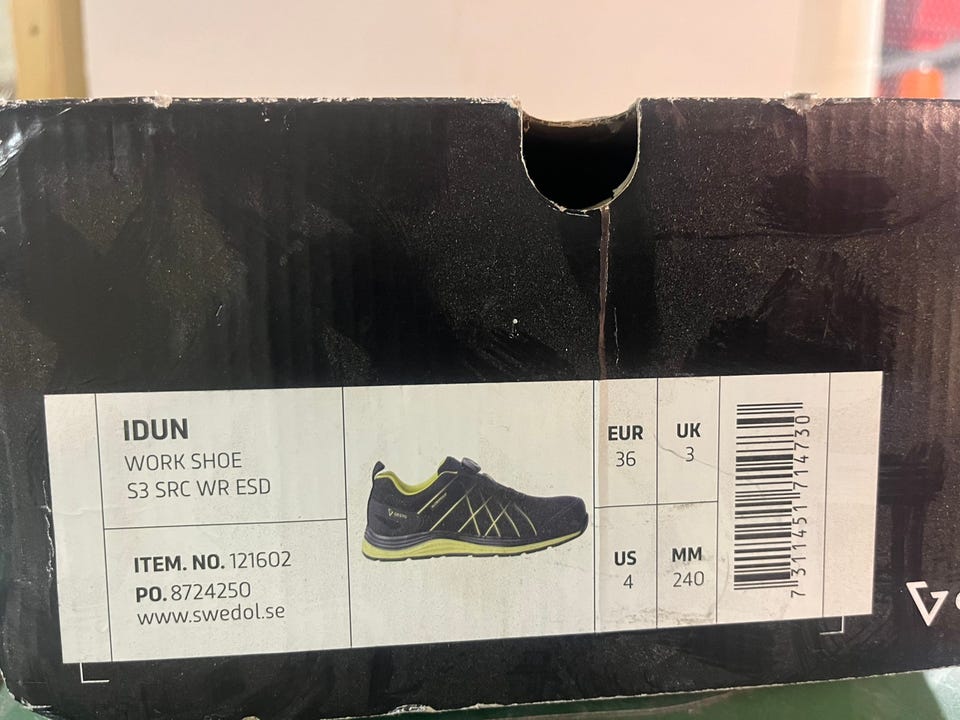 IDUN
WORK SHOE
S3 SRC WR ESD
ITEM. NO. 121602
PO. 8724250
www.swedol.se
EUR
36
UK
3
US
4
MM
240
7 311451 714730